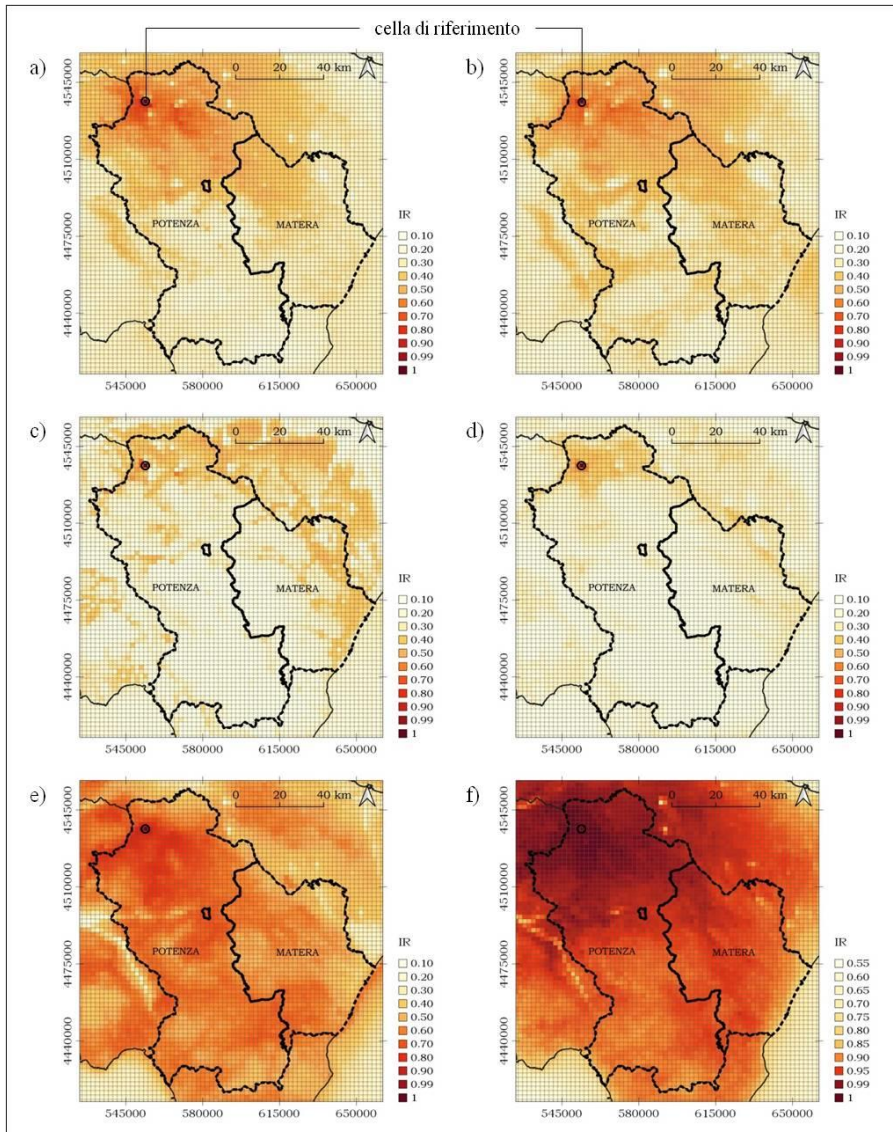 cella di riferimento
a)
0 20 40 km
4545000
4510000
4475000
4440000
POTENZA
MATERA
545000 580000 615000 650000
IR
0.10
0.20
0.30
0.40
0.50
0.60
0.70
0.80
0.90
0.99
1
b)
0 20 40 km
4545000
4510000
4475000
4440000
POTENZA
MATERA
545000 580000 615000 650000
IR
0.10
0.20
0.30
0.40
0.50
0.60
0.70
0.80
0.90
0.99
1
c)
0 20 40 km
4545000
4510000
4475000
4440000
POTENZA
MATERA
545000 580000 615000 650000
IR
0.10
0.20
0.30
0.40
0.50
0.60
0.70
0.80
0.90
0.99
1
d)
0 20 40 km
4545000
4510000
4475000
4440000
POTENZA
MATERA
545000 580000 615000 650000
IR
0.10
0.20
0.30
0.40
0.50
0.60
0.70
0.80
0.90
0.99
1
e)
0 20 40 km
4545000
4510000
4475000
4440000
POTENZA
MATERA
545000 580000 615000 650000
IR
0.10
0.20
0.30
0.40
0.50
0.60
0.70
0.80
0.90
0.99
1
f)
0 20 40 km
4545000
4510000
4475000
4440000
POTENZA
MATERA
545000 580000 615000 650000
IR
0.55
0.60
0.65
0.70
0.75
0.80
0.85
0.90
0.95
0.99
1